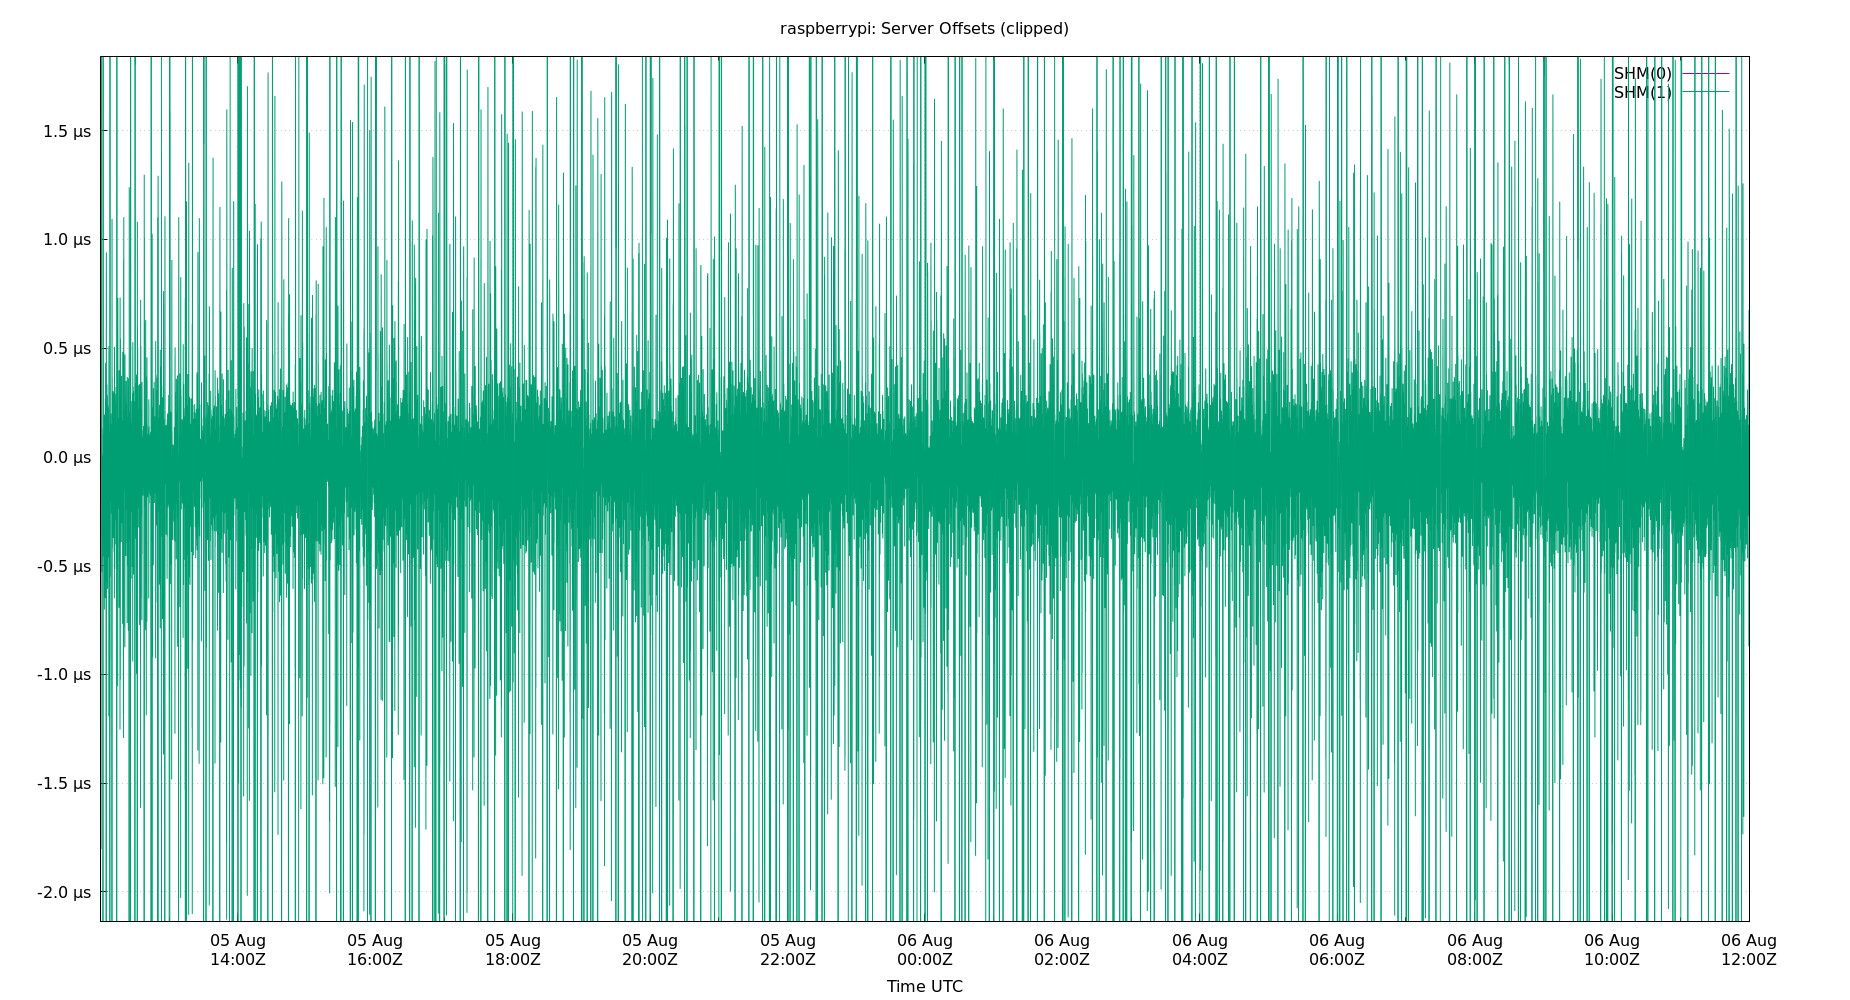 raspberrypi: Server Offsets (clipped)
SHM(0)
SHM(1)
1.5 µs
1.0 µs
0.5 µs
0.0 µs
-0.5 µs
-1.0 µs
-1.5 µs
-2.0 µs
05 Aug 05 Aug 05 Aug 05 Aug 05 Aug 06 Aug 06 Aug 06 Aug 06 Aug 06 Aug 06 Aug 06 Aug
14:00Z 16:00Z 18:00Z 20:00Z 22:00Z 00:00Z 02:00Z 04:00Z 06:00Z 08:00Z 10:00Z 12:00Z
Time UTC